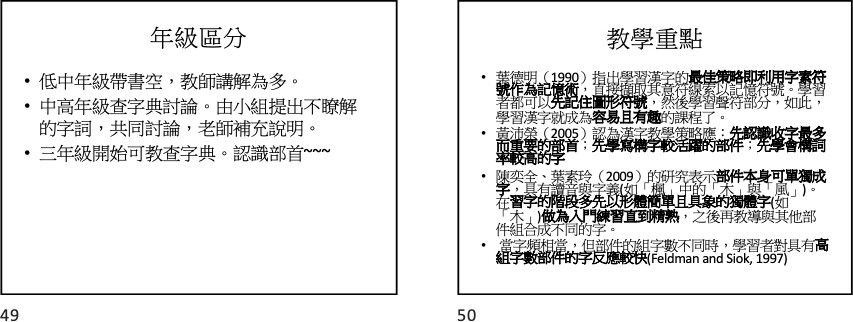 年級區分
• 低中年級帶書空，教師講解為多。
• 中高年級查字典討論。由小組提出不瞭解
的字詞，共同討論，老師補充說明。
• 三年級開始可教查字典。認識部首~~~
49
教學重點
• 葉德明（1990）指出學習漢字的最佳策略即利用字素符
號作為記憶術，直接擷取其意符線索以記憶符號。學習
者都可以先記住圖形符號，然後學習聲符部分，如此，
學習漢字就成為容易且有趣的課程了。
• 黃沛榮（2005）認為漢字教學策略應：先認識收字最多
而重要的部首；先學寫構字較活躍的部件；先學會構詞
率較高的字
• 陳奕全、葉素玲（2009）的研究表示部件本身可單獨成
字，具有讀音與字義(如「楓」中的「木」與「風」)。
在習字的階段多先以形體簡單且具象的獨體字(如
「木」)做為入門練習直到精熟，之後再教導與其他部
件組合成不同的字。
• 當字頻相當，但部件的組字數不同時，學習者對具有高
組字數部件的字反應較快(Feldman and Siok, 1997)
50